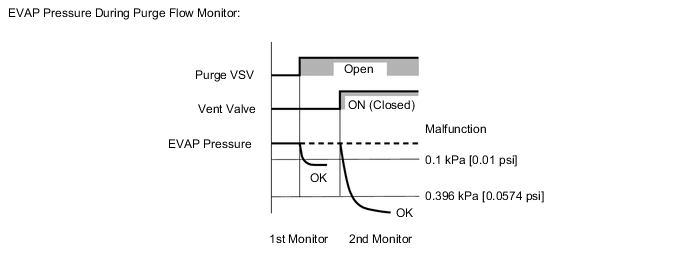 EVAP Pressure During Purge Flow Monitor:
Purge VSV
Open
Vent Valve
ON (Closed)
EVAP Pressure
Malfunction
0.1 kPa [0.01 psi]
OK
0.396 kPa [0.0574 psi]
OK
1st Monitor
2nd Monitor